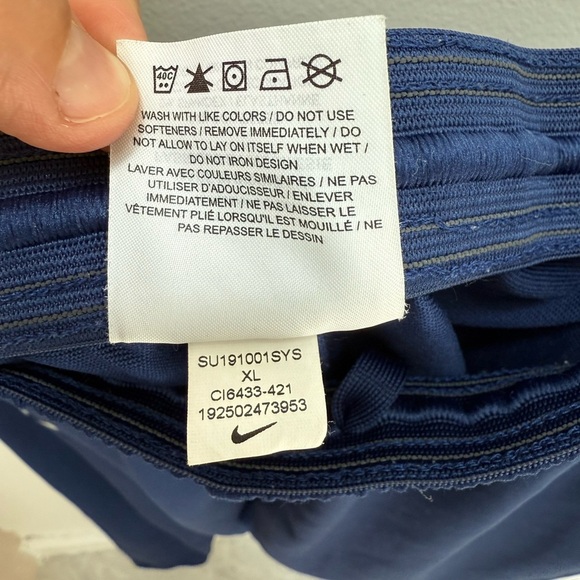 40C
WASH WITH LIKE COLORS / DO NOT USE
SOFTENERS / REMOVE IMMEDIATELY / DO
NOT ALLOW TO LAY ON ITSELF WHEN WET /
DO NOT IRON DESIGN
LAVER AVEC COULEURS SIMILAIRES / NE PAS
UTILISER D'ADOUCISSEUR / ENLEVER
IMMEDIATEMENT / NE PAS LAISSER LE
VÊTEMENT PLIÉ LORSQU'IL EST MOUILLÉ / NE
PAS REPASSER LE DESSIN
SU191001SYS
XL
CI6433-421
192502473953